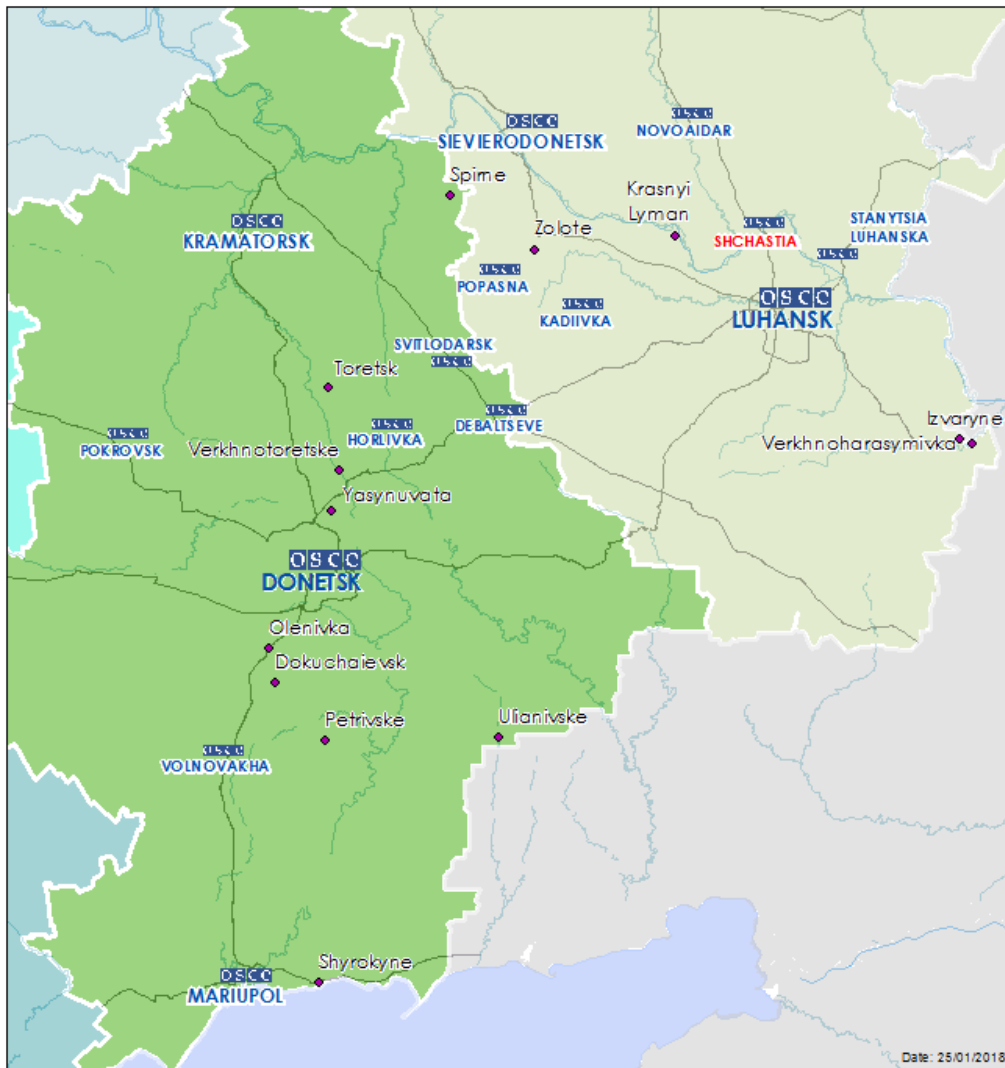 OSCE
SIEVIERODONETSK
OSCE
NOVOAIDAR
Spirne
Krasnyi
Lyman
OSCE
KRAMATORSK
Zolote
OSCE
SHCHASTIA
STANYTSIA
LUHANSKA
OSCE
OSCE
POPASNA
OSCE
KADIIVKA
OSCE
LUHANSK
SVITLODARSK
OSCE
Toretsk
OSCE
DEBALTSEVE
OSCE
HORLIVKA
OSCE
POKROVSK
Izvaryne
Verkhnoharasymivka
Verkhnotoretske
Yasynuvata
OSCE
DONETSK
Olenivka
Dokuchaievsk
Petrivske
Ulianivske
OSCE
VOLNOVAKHA
Shyrokyne
OSCE
MARIUPOL
Date: 25/01/2018